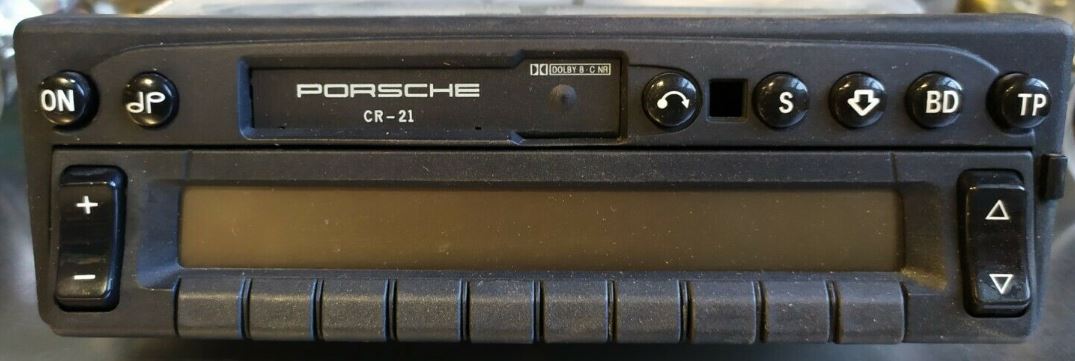 ON
PORSCHE
CR-21
DOLBY B·C NR
S
BD
TP
+
-